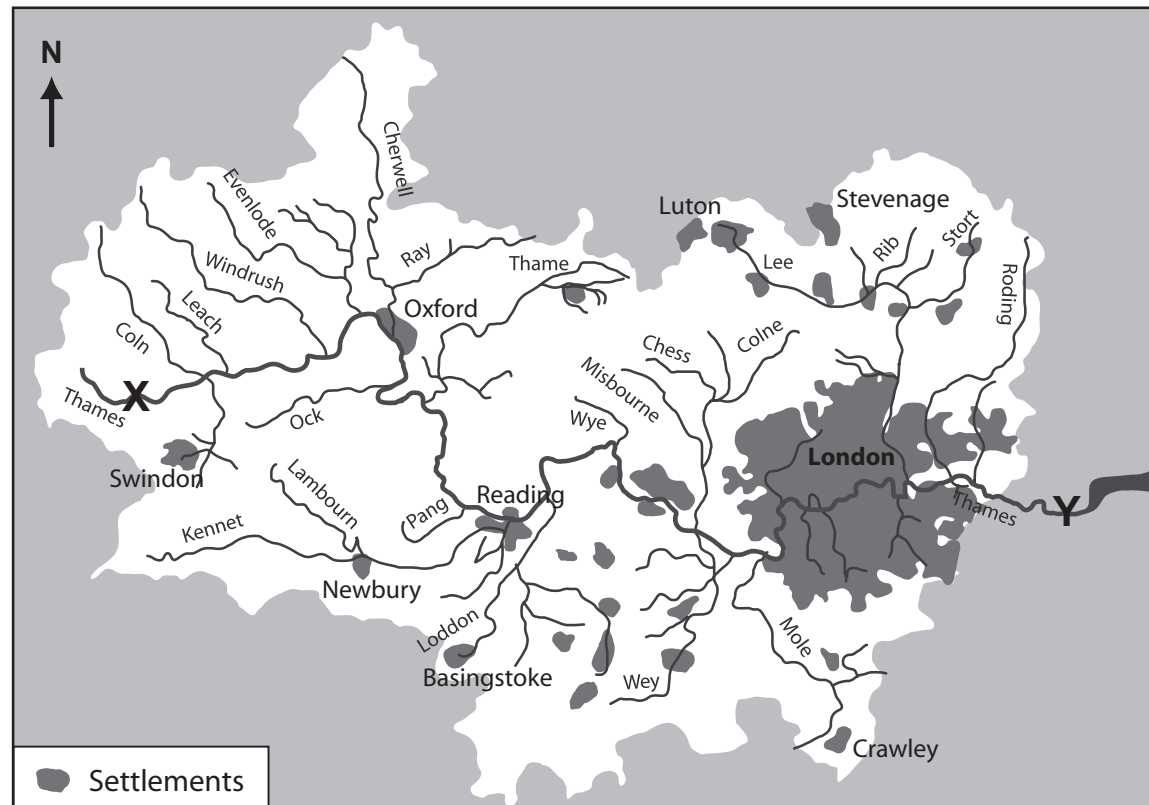 N
Cherwell
Evenlode
Windrush
Ray
Thame
Leach
Coln
Oxford
Thames
X
Ock
Swindon
Lambourn
Kennet
Pang
Reading
Newbury
Loddon
Basingstoke
Luton
Stevenage
Lee
Rib
Stort
Roding
Chess
Colne
Misbourne
Wye
London
Thames
Y
Wey
Mole
Crawley
Settlements